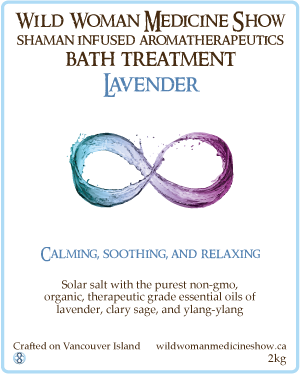 Wild Woman Medicine Show
shaman infused aromatherapeutics
bath treatment
Lavender
Calming, soothing, and relaxing
Solar salt with the purest non-gmo,
organic, therapeutic grade essential oils of
lavender, clary sage, and ylang-ylang
Crafted on Vancouver Island wildwomanmedicineshow.ca
2kg